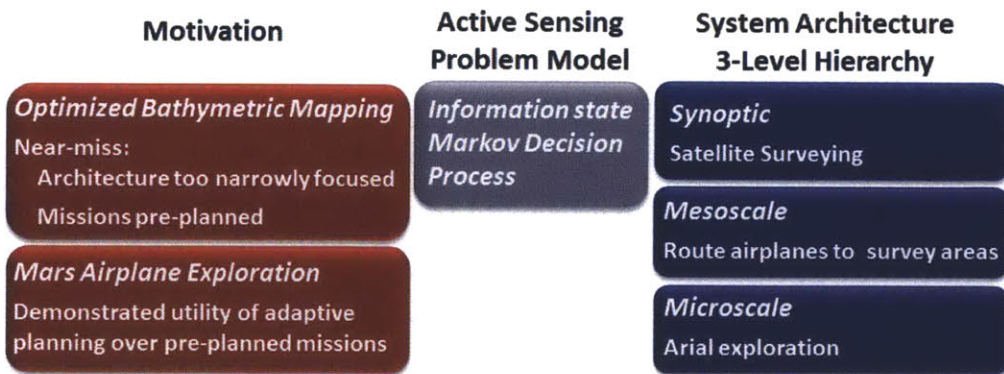 Motivation
Optimized Bathymetric Mapping
Near-miss:
Architecture too narrowly focused
Missions pre-planned
Mars Airplane Exploration
Demonstrated utility of adaptive
planning over pre-planned missions
Active Sensing
Problem Model
Information state
Markov Decision
Process
System Architecture
3-Level Hierarchy
Synoptic
Satellite Surveying
Mesoscale
Route airplanes to survey areas
Microscale
Arial exploration